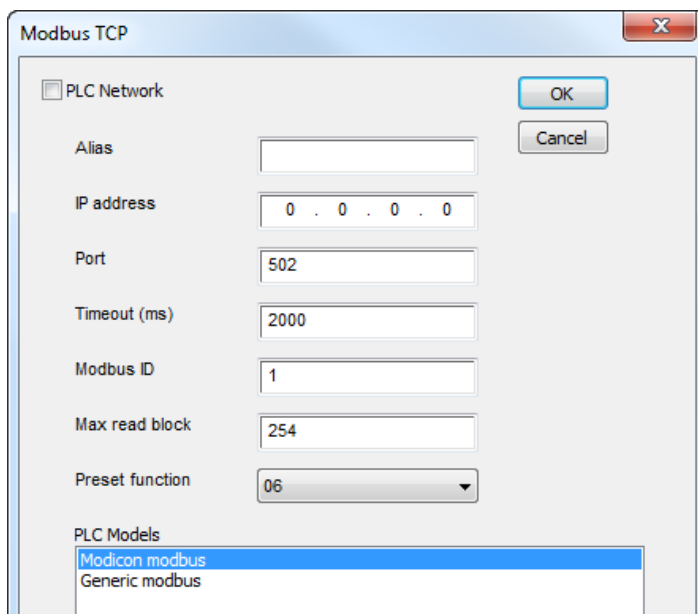 Modbus TCP
PLC Network
OK
Cancel
Alias
IP address
0 . 0 . 0 . 0
Port
502
Timeout (ms)
2000
Modbus ID
1
Max read block
254
Preset function
06
PLC Models
Modicon modbus
Generic modbus